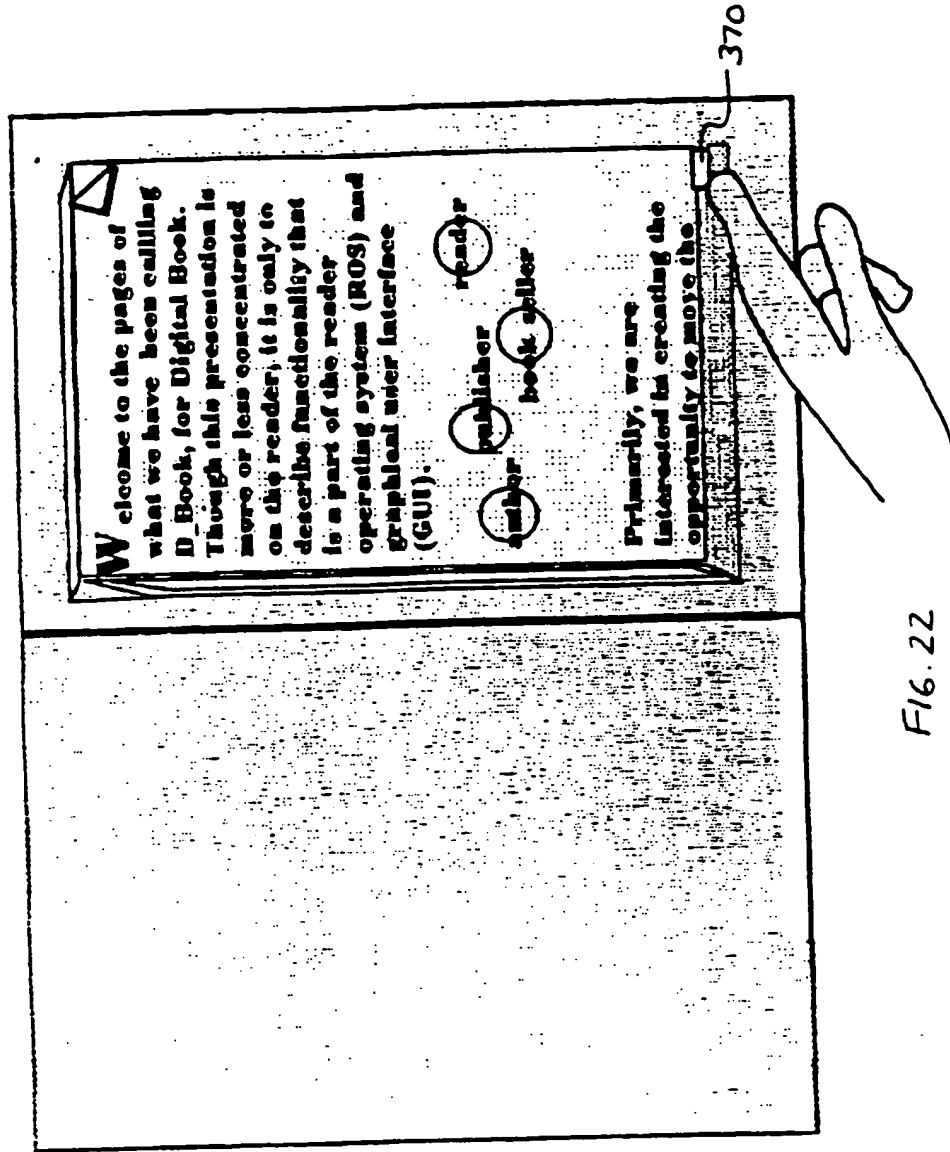 Welcome to the pages of
what we have been callling
D_Book, for Digital Book.
Though this presentation is
more or less concentrated
on the reader, it is only to
describe functionality that
is a part of the reader
operating system (ROS) and
graphical user interface
(GUI).
author
publisher
book seller
reader
Primarily, we are
interested in creating the
opportunity to move the
370
FIG. 22